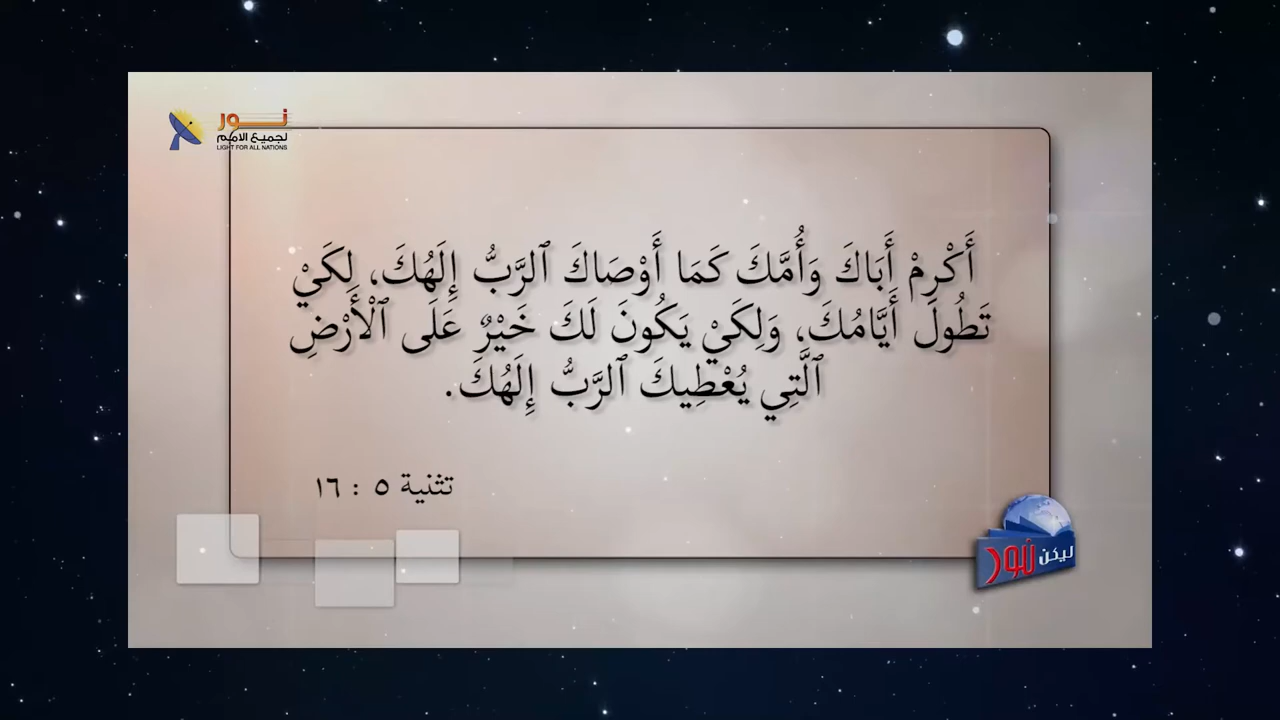 نور
لجميع الامم
LIGHT FOR ALL NATIONS
أَكْرِمْ أَبَاكَ وَأُمَّكَ كَمَا أَوْصَاكَ ٱلرَّبُّ إِلَهُكَ، لِكَيْ
تَطُولَ أَيَّامُكَ، وَلِكَيْ يَكُونَ لَكَ خَيْرٌ عَلَى ٱلْأَرْضِ
ٱلَّتِي يُعْطِيكَ ٱلرَّبُّ إِلَهُكَ.
تثنية ٥ : ١٦
ليكن نور